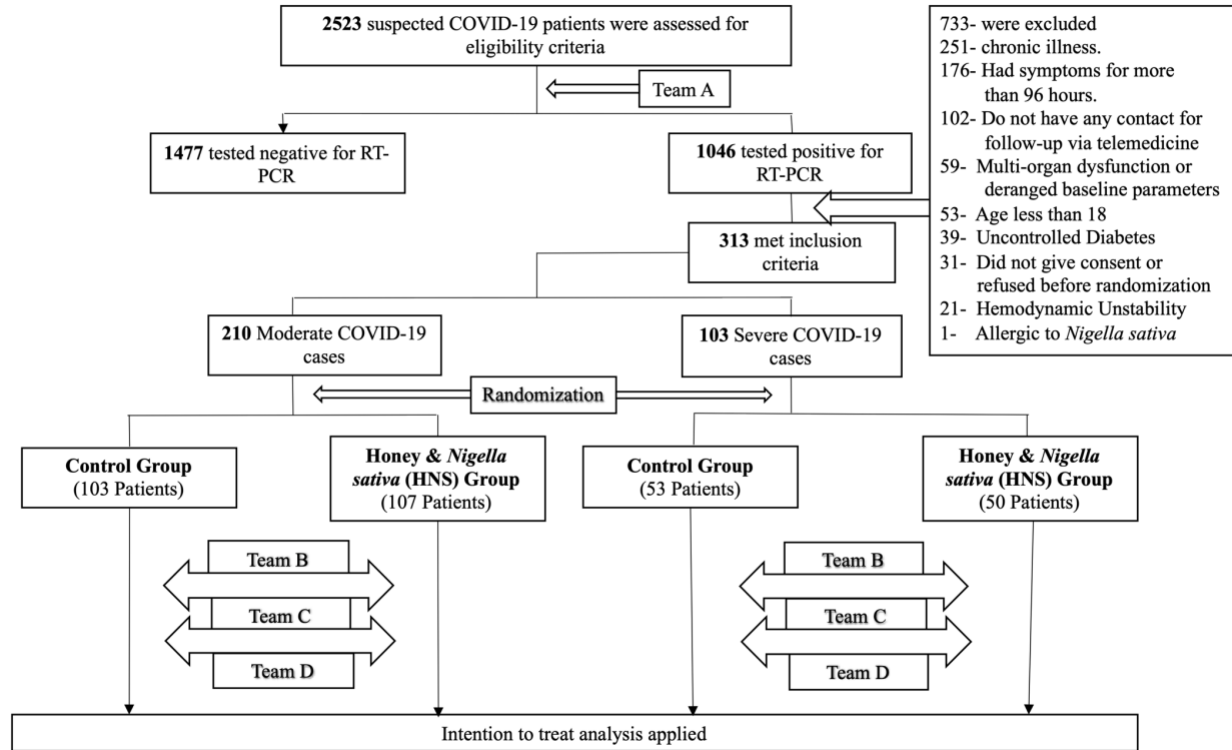 2523 suspected COVID-19 patients were assessed for
eligibility criteria
Team A
1477 tested negative for RT-
PCR
1046 tested positive for
RT-PCR
733- were excluded
251- chronic illness.
176- Had symptoms for more
than 96 hours.
102- Do not have any contact for
follow-up via telemedicine
59- Multi-organ dysfunction or
deranged baseline parameters
53- Age less than 18
39- Uncontrolled Diabetes
31- Did not give consent or
refused before randomization
21- Hemodynamic Unstability
1- Allergic to Nigella sativa
313 met inclusion
criteria
210 Moderate COVID-19
cases
103 Severe COVID-19
cases
Randomization
Control Group
(103 Patients)
Honey & Nigella
sativa (HNS) Group
(107 Patients)
Control Group
(53 Patients)
Honey & Nigella
sativa (HNS) Group
(50 Patients)
Team B
Team C
Team D
Team B
Team C
Team D
Intention to treat analysis applied